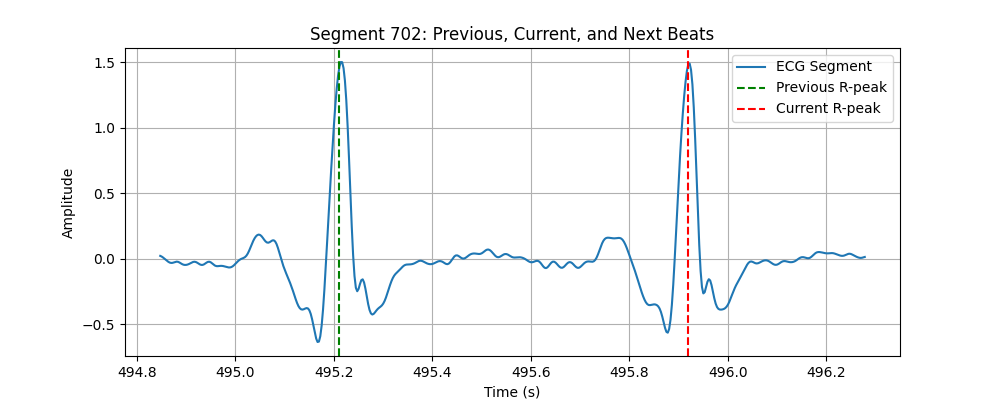 Segment 702: Previous, Current, and Next Beats
ECG Segment
Previous R-peak
Current R-peak
Amplitude
1.5
1.0
0.5
0.0
−0.5
494.8 495.0 495.2 495.4 495.6 495.8 496.0 496.2
Time (s)